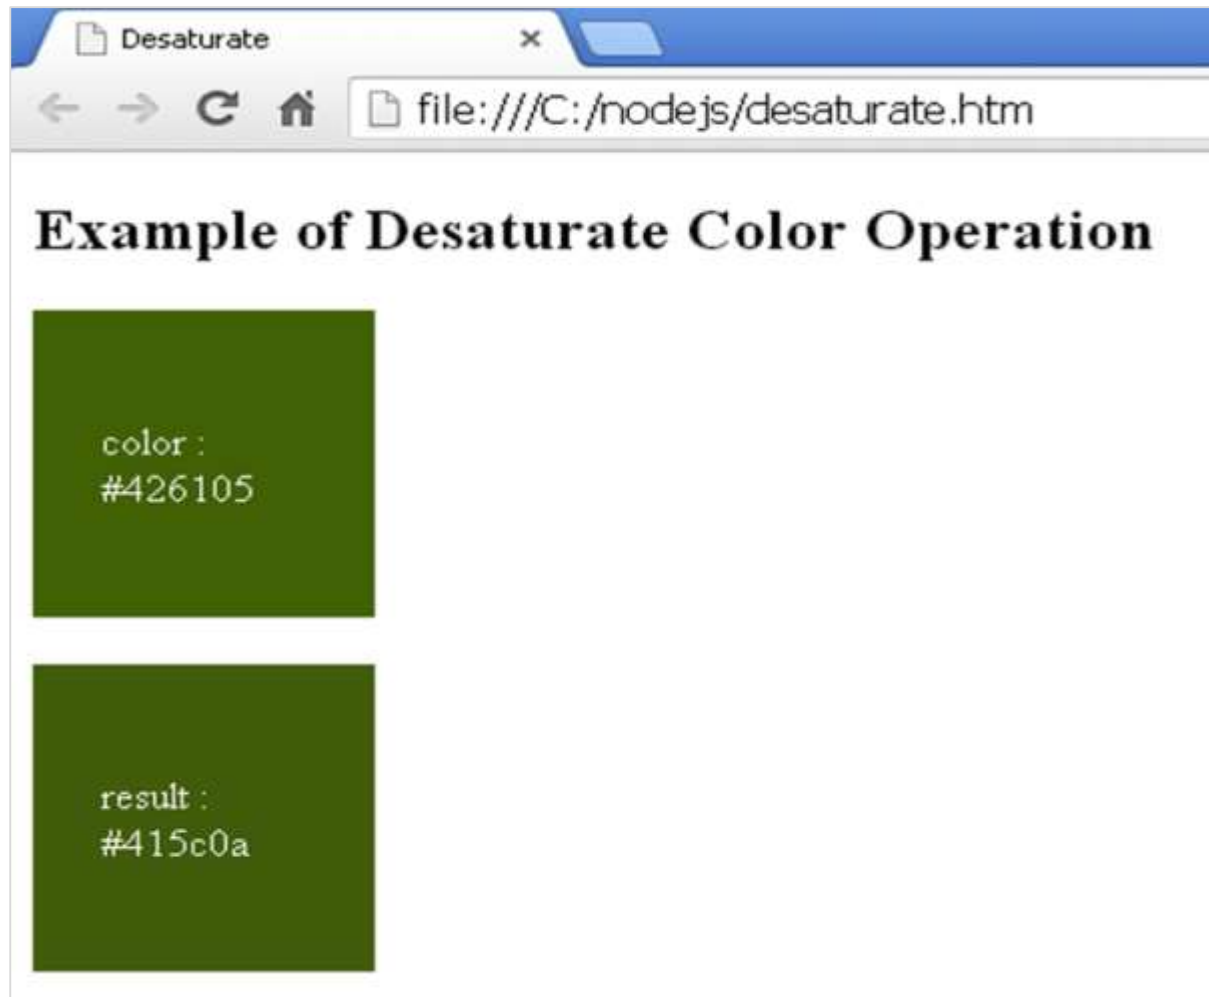 Desaturate
file:///C:/nodejs/desaturate.htm
Example of Desaturate Color Operation
color :
#426105
result :
#415c0a